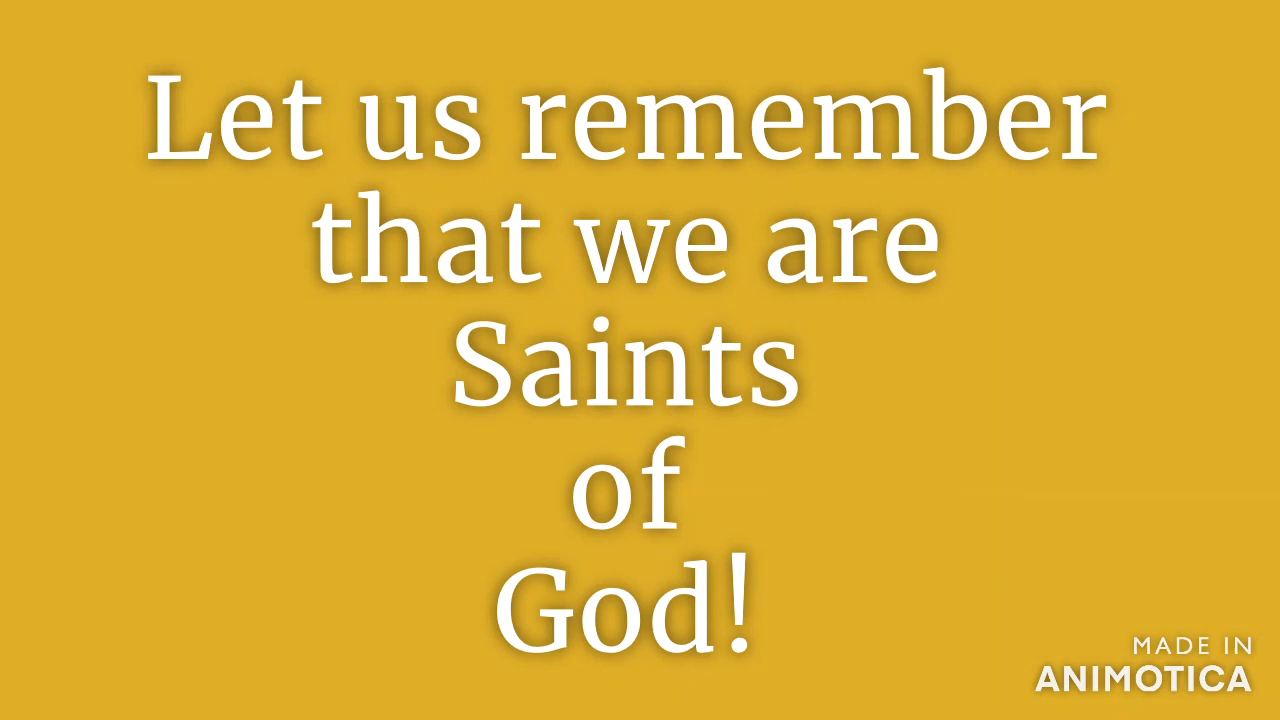 Let us remember
that we are
Saints
of
God!
MADE IN
ANIMOTICA